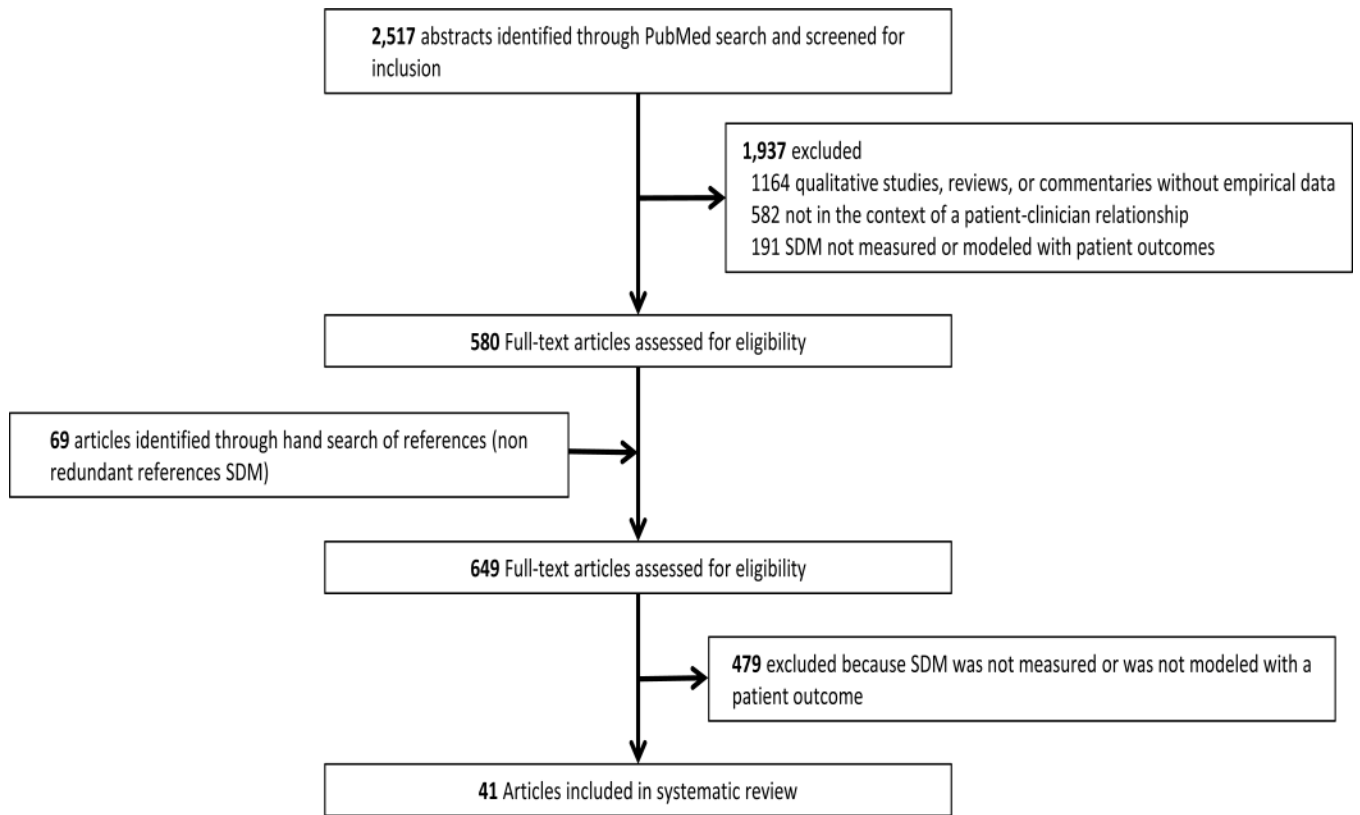 2,517 abstracts identified through PubMed search and screened for
inclusion
1,937 excluded
1164 qualitative studies, reviews, or commentaries without empirical data
582 not in the context of a patient-clinician relationship
191 SDM not measured or modeled with patient outcomes
580 Full-text articles assessed for eligibility
69 articles identified through hand search of references (non
redundant references SDM)
649 Full-text articles assessed for eligibility
479 excluded because SDM was not measured or was not modeled with a
patient outcome
41 Articles included in systematic review